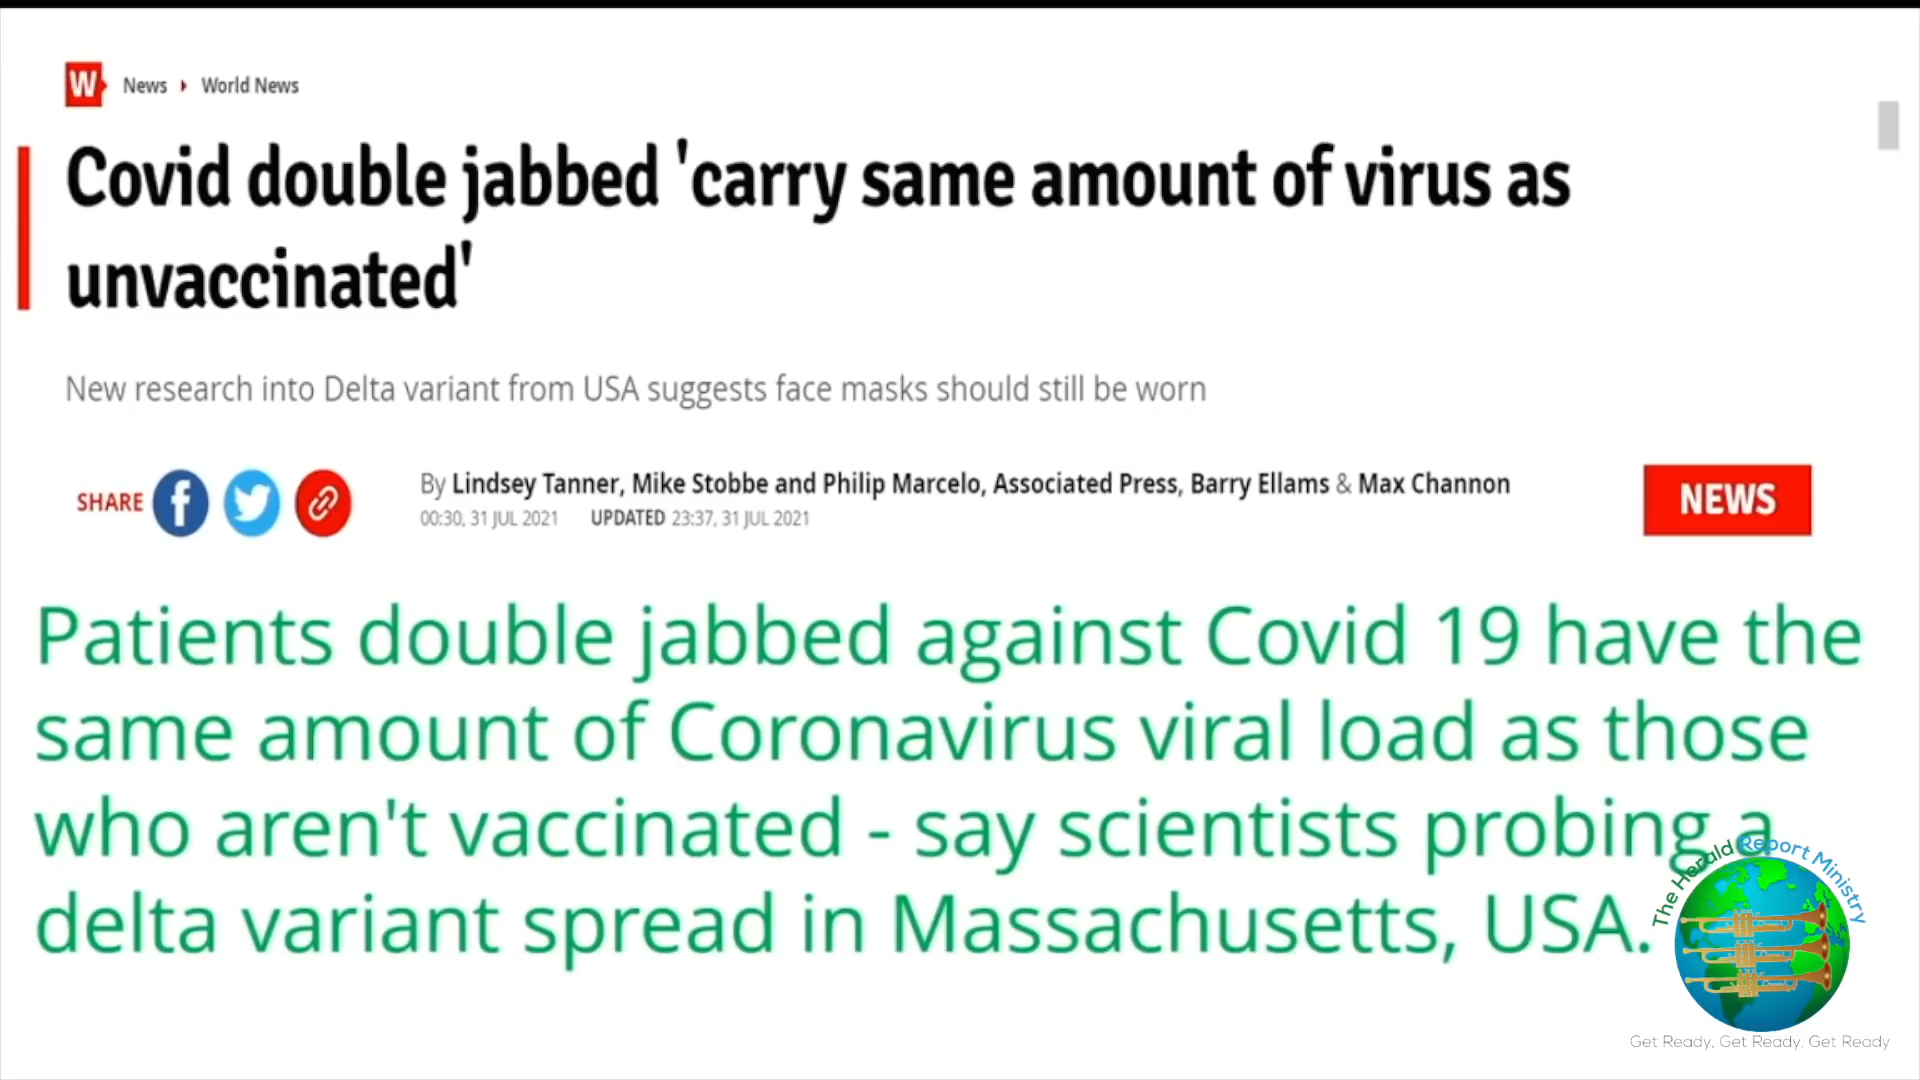 W News World News
Covid double jabbed 'carry same amount of virus as
unvaccinated'
New research into Delta variant from USA suggests face masks should still be worn
SHARE
By Lindsey Tanner, Mike Stobbe and Philip Marcelo, Associated Press, Barry Ellams & Max Channon
00:30, 31 JUL 2021 UPDATED 23:37, 31 JUL 2021
NEWS
Patients double jabbed against Covid 19 have the
same amount of Coronavirus viral load as those
who aren't vaccinated - say scientists probing a
delta variant spread in Massachusetts, USA.
The Herald Report Ministry
Get Ready, Get Ready, Get Ready